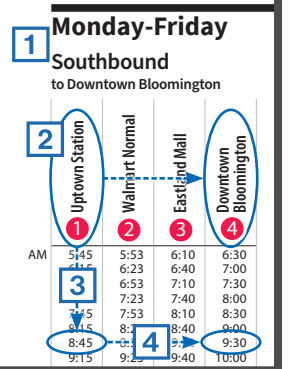 Monday-Friday
1
Southbound
to Downtown Bloomington
2
Uptown Station
Walmart Normal
Eastland Mall
Downtown
Bloomington
1 2 3 4
AM 5:45 5:53 6:10 6:30
6:23 6:40 7:00
6:53 7:10 7:30
3
7:23 7:40 8:00
7:53 8:10 8:30
8:40 9:00
8:45 4 9:30
9:15 9:40 10:00